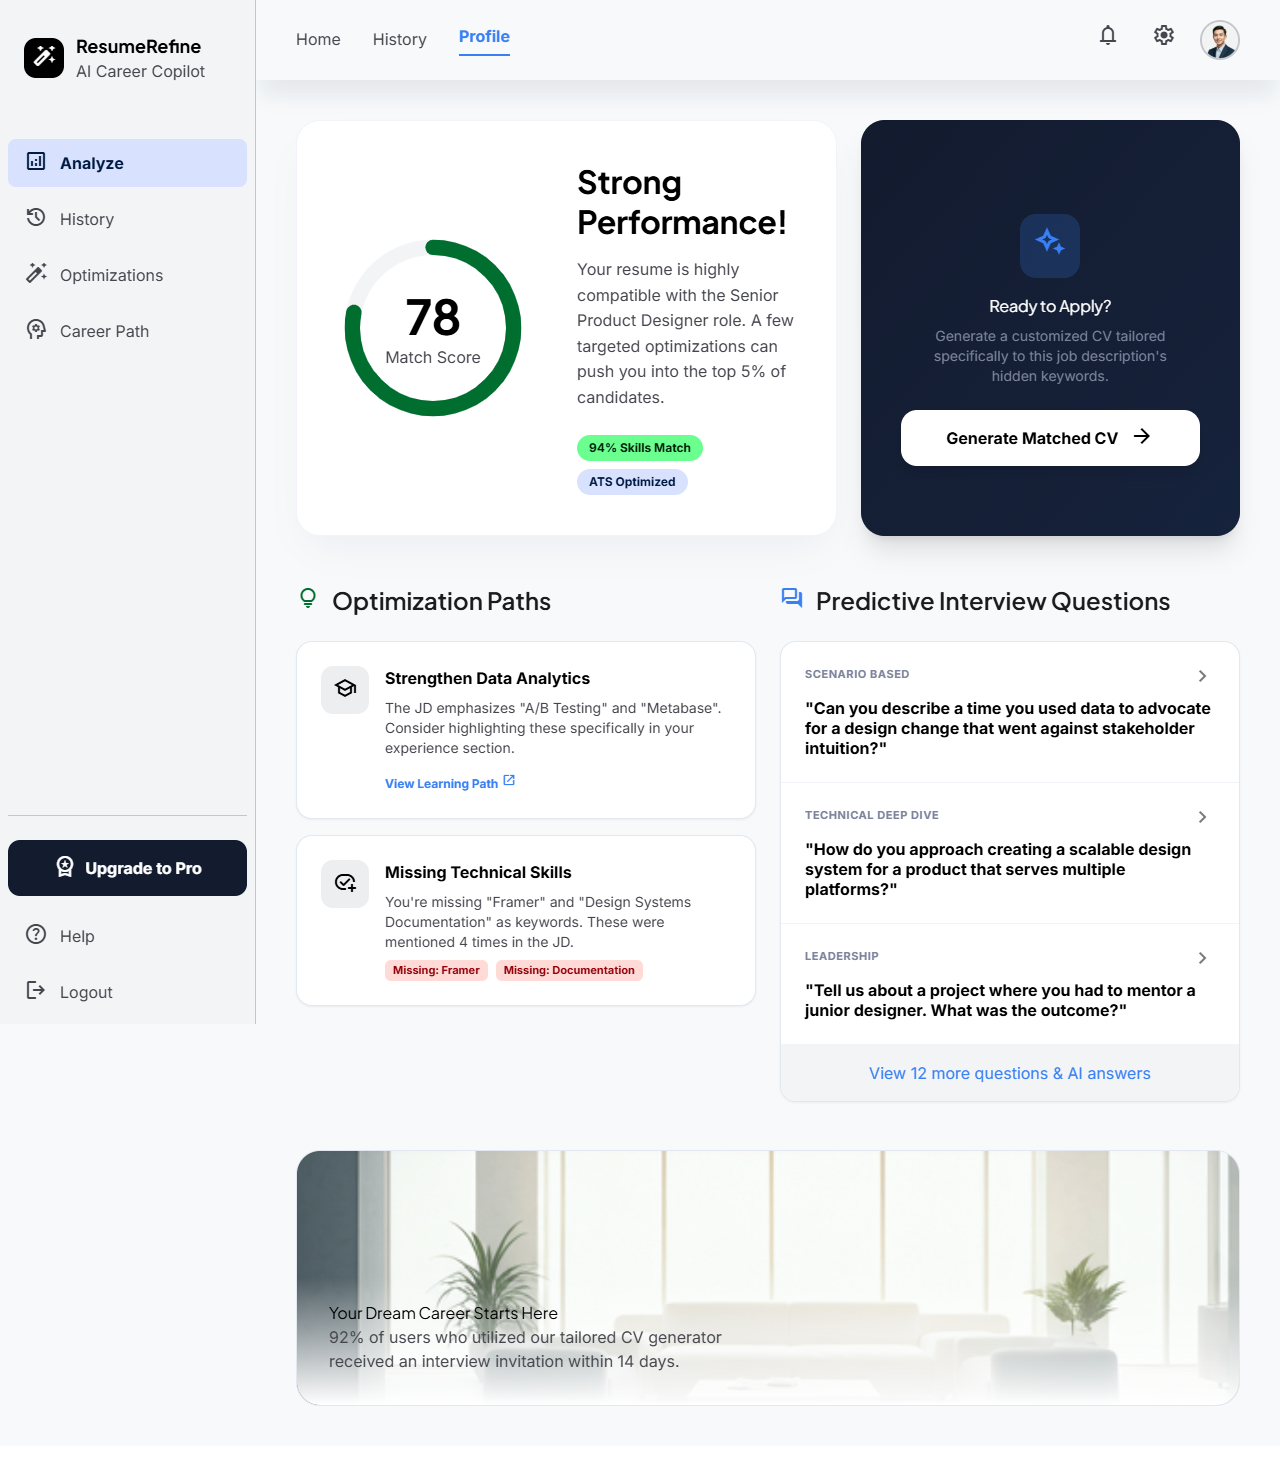 ResumeRefine
AI Career Copilot
Home
History
Profile
Analyze
History
Optimizations
Career Path
Upgrade to Pro
Help
Logout
78
Match Score
Strong
Performance!
Your resume is highly
compatible with the Senior
Product Designer role. A few
targeted optimizations can
push you into the top 5% of
candidates.
94% Skills Match
ATS Optimized
Ready to Apply?
Generate a customized CV tailored
specifically to this job description's
hidden keywords.
Generate Matched CV
Optimization Paths
Strengthen Data Analytics
The JD emphasizes "A/B Testing" and "Metabase".
Consider highlighting these specifically in your
experience section.
View Learning Path
Missing Technical Skills
You're missing "Framer" and "Design Systems
Documentation" as keywords. These were
mentioned 4 times in the JD.
Missing: Framer
Missing: Documentation
Predictive Interview Questions
SCENARIO BASED
"Can you describe a time you used data to advocate
for a design change that went against stakeholder
intuition?"
TECHNICAL DEEP DIVE
"How do you approach creating a scalable design
system for a product that serves multiple
platforms?"
LEADERSHIP
"Tell us about a project where you had to mentor a
junior designer. What was the outcome?"
View 12 more questions & AI answers
Your Dream Career Starts Here
92% of users who utilized our tailored CV generator
received an interview invitation within 14 days.